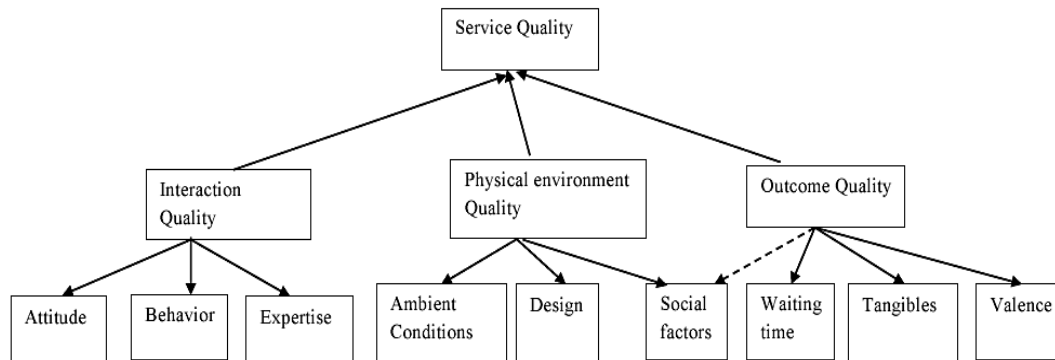 Service Quality
Interaction
Quality
Physical environment
Quality
Outcome Quality
Attitude
Behavior
Expertise
Ambient
Conditions
Design
Social
factors
Waiting
time
Tangibles
Valence